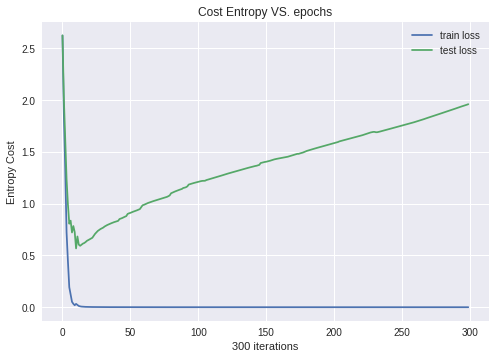 Cost Entropy VS. epochs
train loss
test loss
2.5
2.0
1.5
1.0
0.5
0.0
Entropy Cost
0 50 100 150 200 250 300
300 iterations